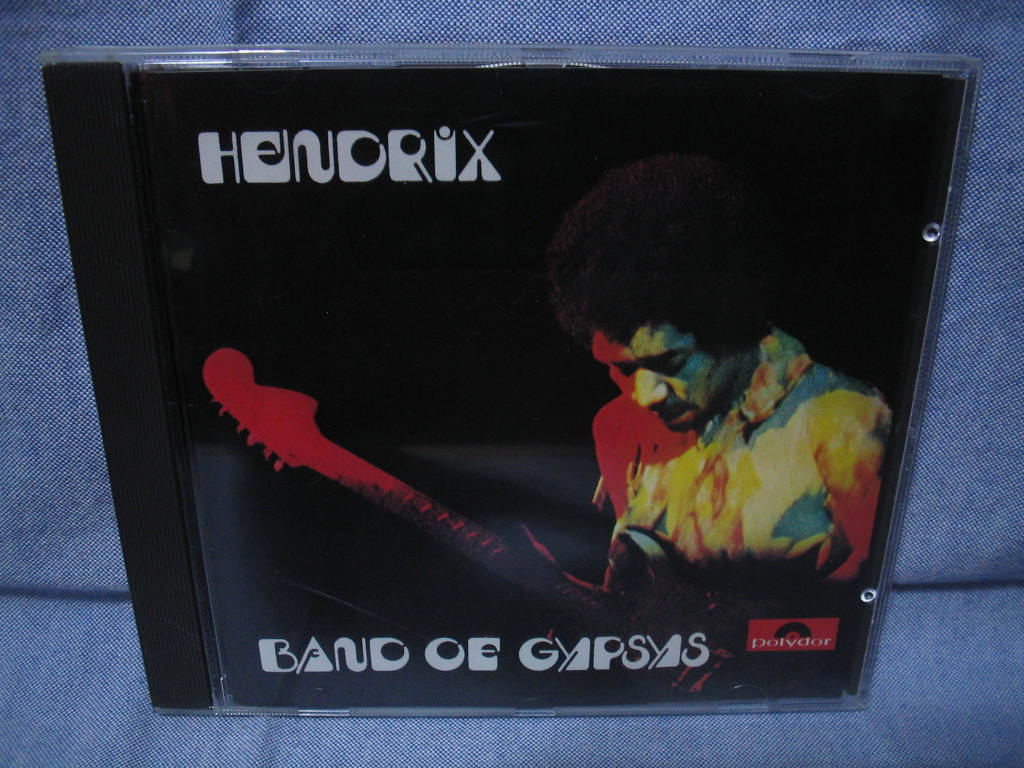 HENDRIX
BAND OF GYPSYS
polydor